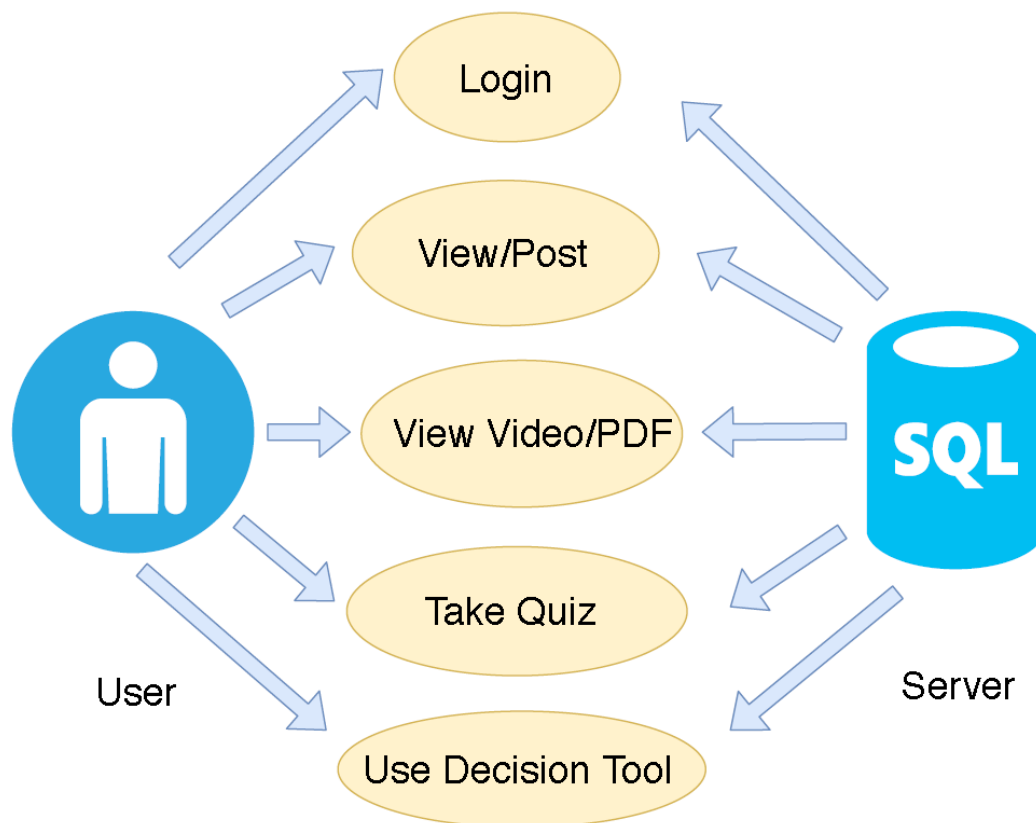 Login
View/Post
View Video/PDF
SQL
Take Quiz
User
Server
Use Decision Tool